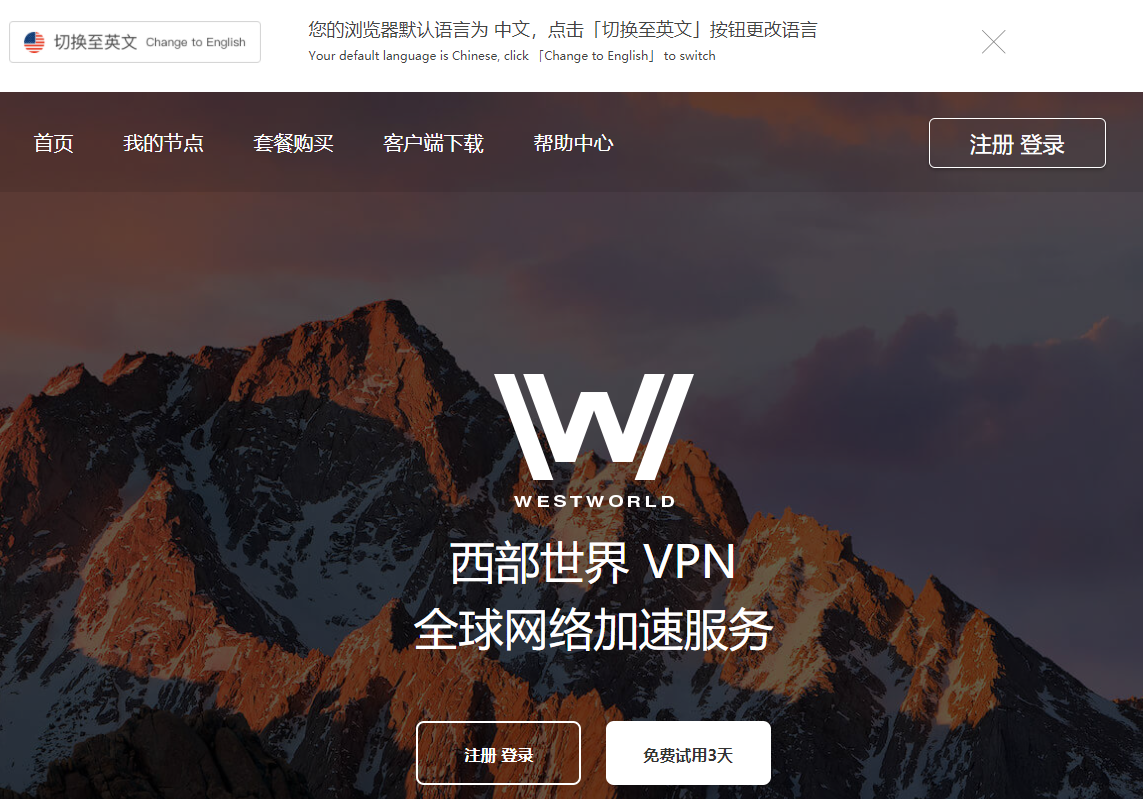 切换至英文 Change to English
您的浏览器默认语言为 中文，点击「切换至英文」按钮更改语言
Your default language is Chinese, click 「Change to English」 to switch
首页 我的节点 套餐购买 客户端下载 帮助中心 注册 登录
W
WESTWORLD
西部世界 VPN
全球网络加速服务
注册 登录 免费试用3天